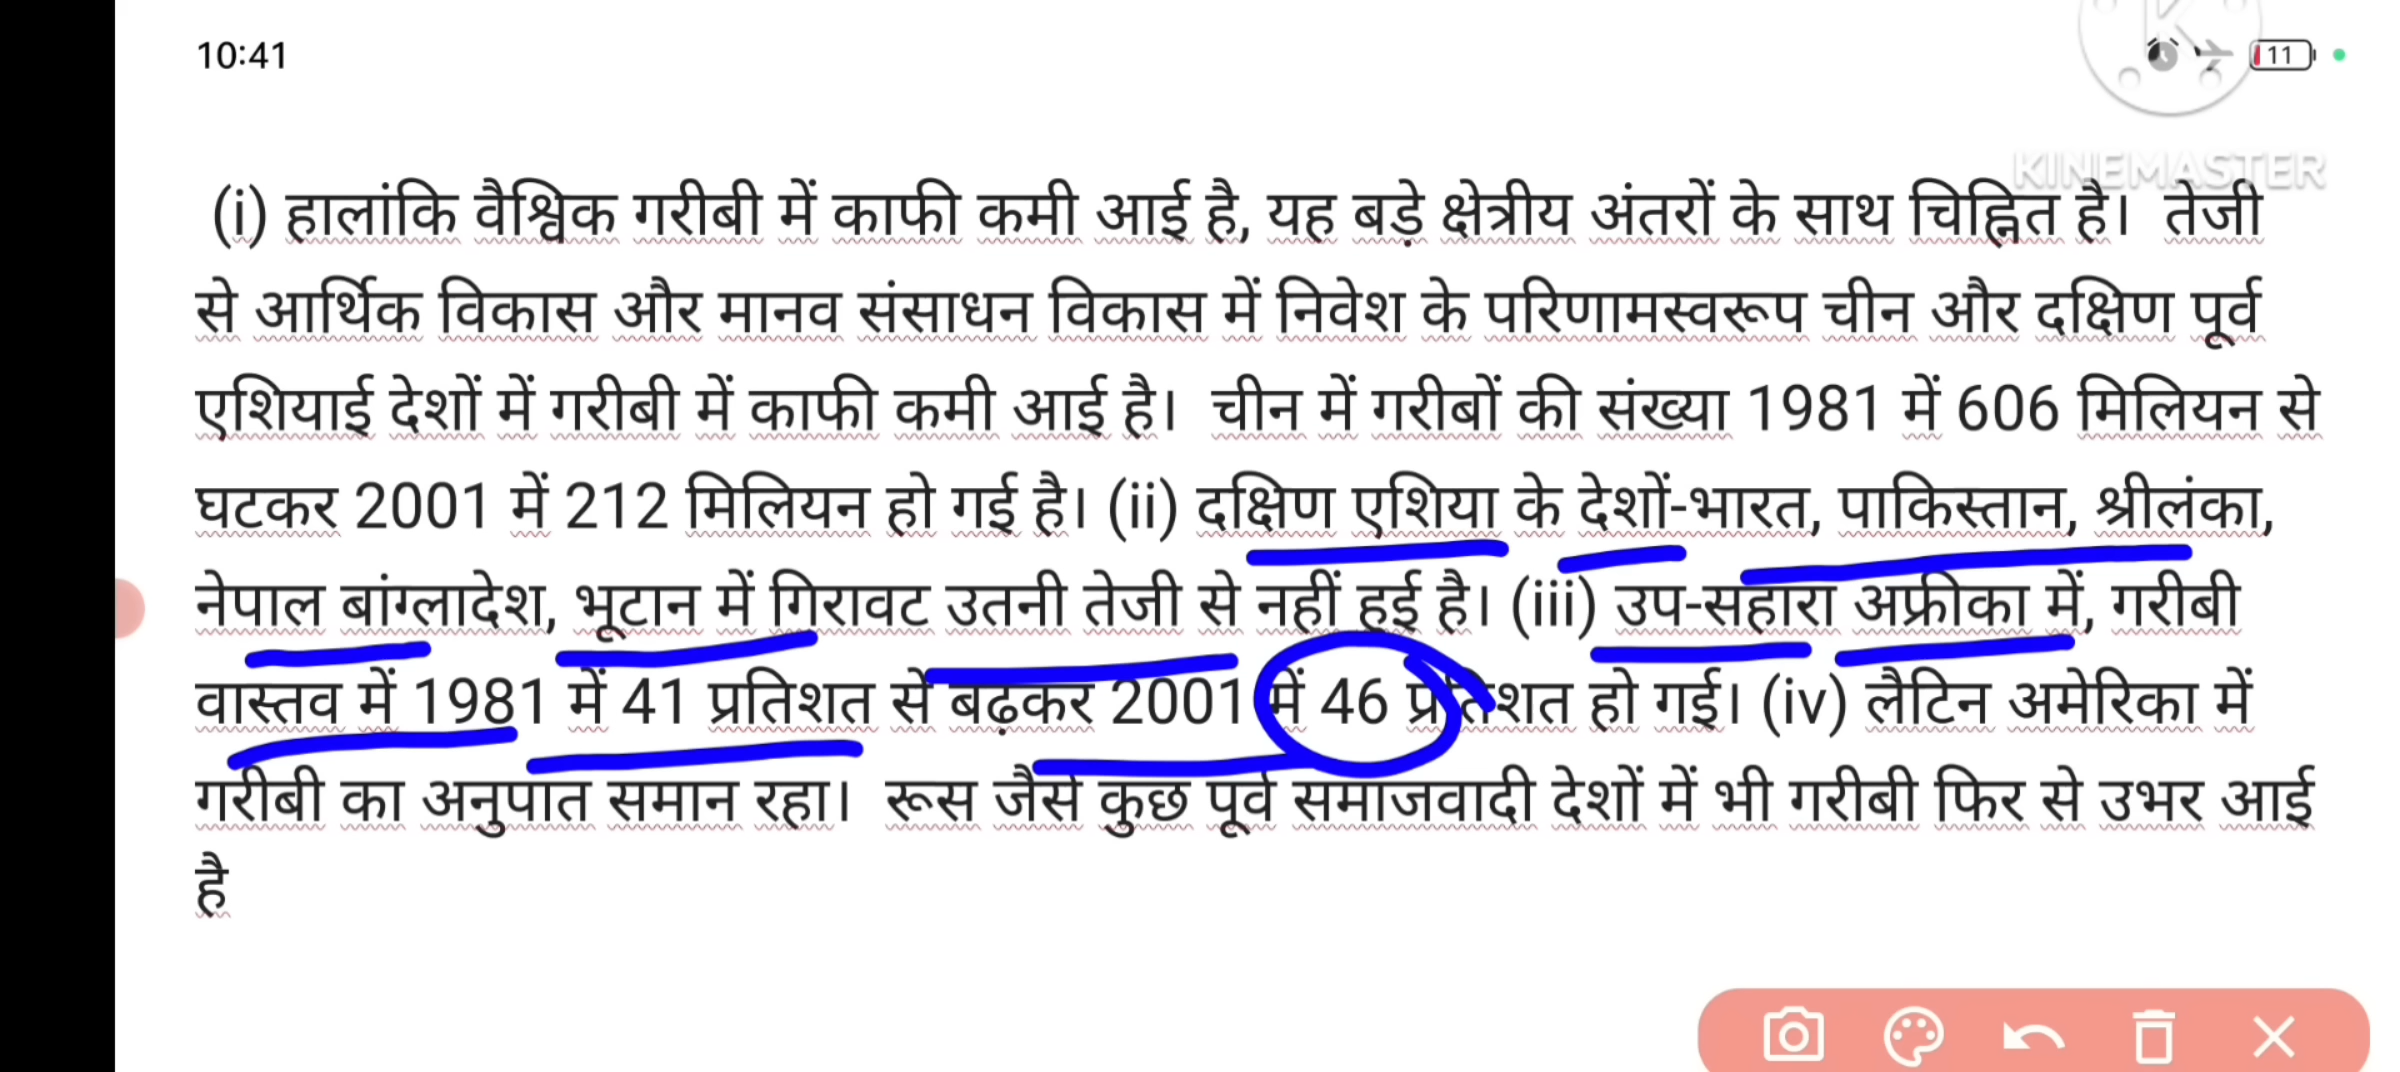 10:41
11
KINEMASTER
(i) हालांकि वैश्विक गरीबी में काफी कमी आई है, यह बड़े क्षेत्रीय अंतरों के साथ चिह्नित है। तेजी
से आर्थिक विकास और मानव संसाधन विकास में निवेश के परिणामस्वरूप चीन और दक्षिण पूर्व
एशियाई देशों में गरीबी में काफी कमी आई है। चीन में गरीबों की संख्या 1981 में 606 मिलियन से
घटकर 2001 में 212 मिलियन हो गई है। (ii) दक्षिण एशिया के देशों-भारत, पाकिस्तान, श्रीलंका,
नेपाल बांग्लादेश, भूटान में गिरावट उतनी तेजी से नहीं हुई है। (iii) उप-सहारा अफ्रीका में, गरीबी
वास्तव में 1981 में 41 प्रतिशत से बढ़कर 2001 में 46 प्रतिशत हो गई। (iv) लैटिन अमेरिका में
गरीबी का अनुपात समान रहा। रूस जैसे कुछ पूर्व समाजवादी देशों में भी गरीबी फिर से उभर आई
है